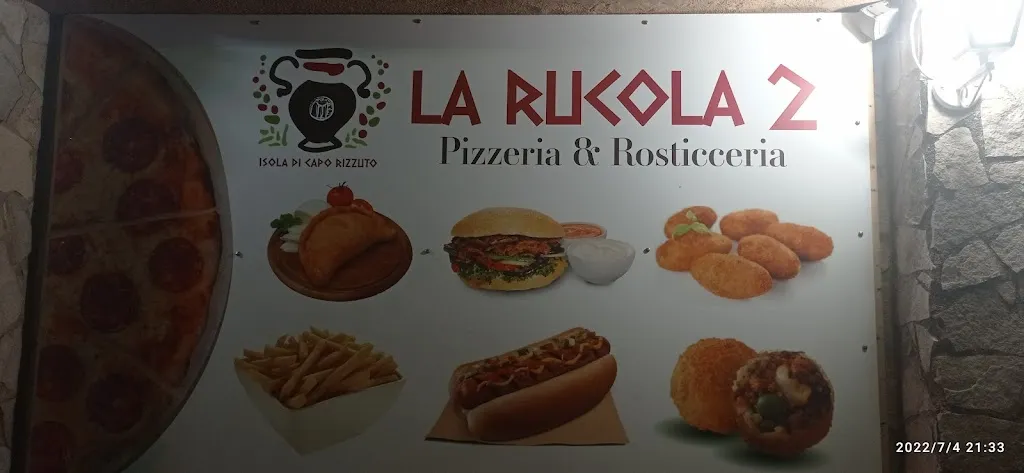 LA RUCOLA 2
Pizzeria & Rosticceria
ISOLA DI CAPO RIZZUTO
2022/7/4 21:33